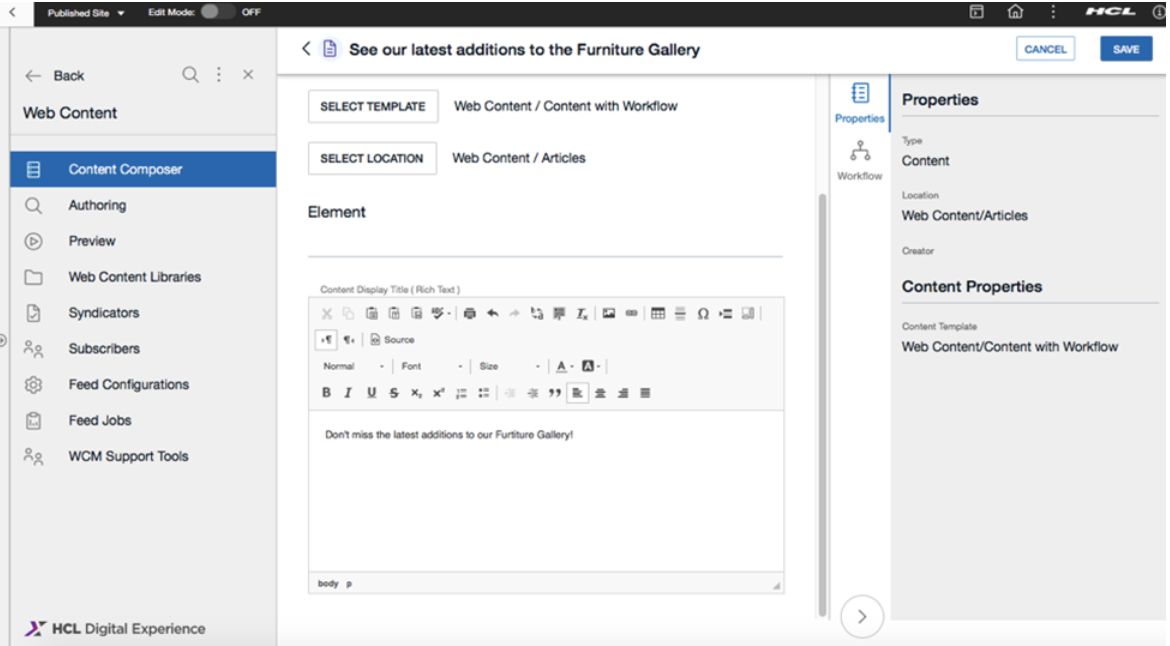 Published Site
Edit Mode: OFF
HCL
Back
Web Content
Content Composer
Authoring
Preview
Web Content Libraries
Syndicators
Subscribers
Feed Configurations
Feed Jobs
WCM Support Tools
HCL Digital Experience
See our latest additions to the Furniture Gallery
CANCEL
SAVE
SELECT TEMPLATE Web Content / Content with Workflow
SELECT LOCATION Web Content / Articles
Element
Content Display Title ( Rich Text )
Source
Normal Font Size A A
B I U S x₂ x²
Don't miss the latest additions to our Furtiture Gallery!
body p
Properties
Workflow
Properties
Type
Content
Location
Web Content/Articles
Creator
Content Properties
Content Template
Web Content/Content with Workflow